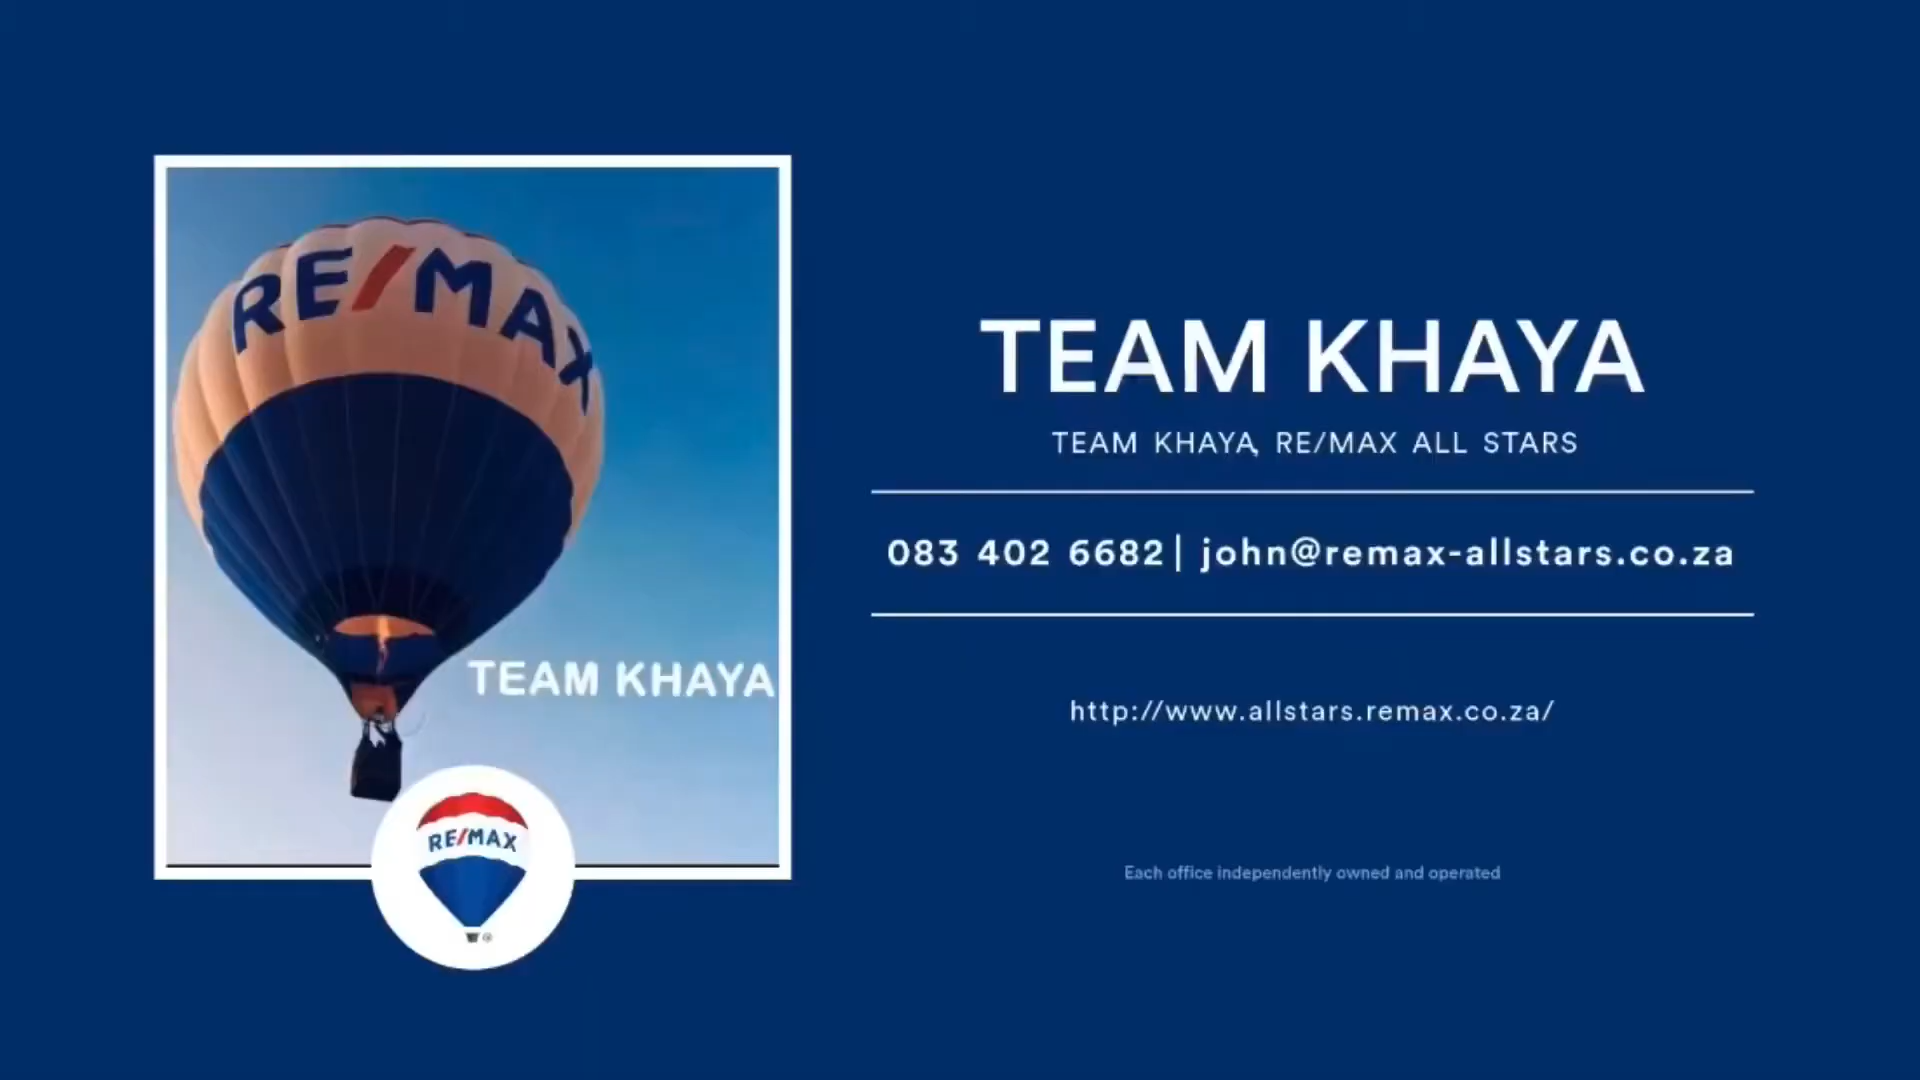 RE/MAX
TEAM KHAYA
RE/MAX
TEAM KHAYA
TEAM KHAYA, RE/MAX ALL STARS
083 402 6682 | john@remax-allstars.co.za
http://www.allstars.remax.co.za/
Each office independently owned and operated